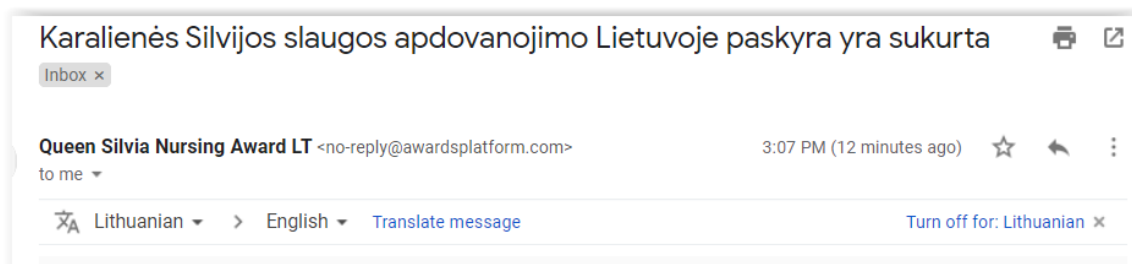 Karalienės Silvijos slaugos apdovanojimo Lietuvoje paskyra yra sukurta
Inbox ×
Queen Silvia Nursing Award LT <no-reply@awardsplatform.com> 3:07 PM (12 minutes ago)
to me
Lithuanian > English Translate message Turn off for: Lithuanian ×